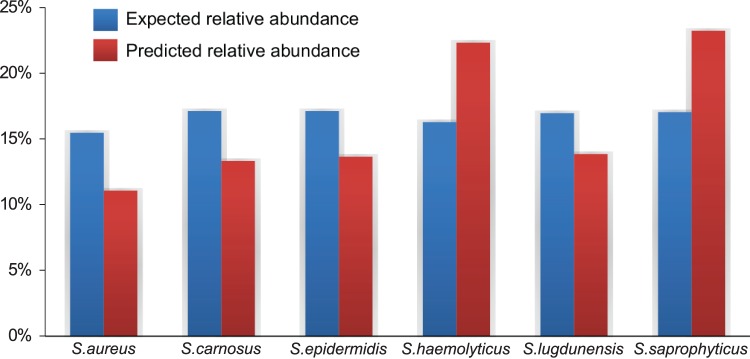 25%
Expected relative abundance
Predicted relative abundance
20%
15%
10%
5%
0%
S.aureus S.carnosus S.epidermidis S.haemolyticus S.lugdunensis S.saprophyticus